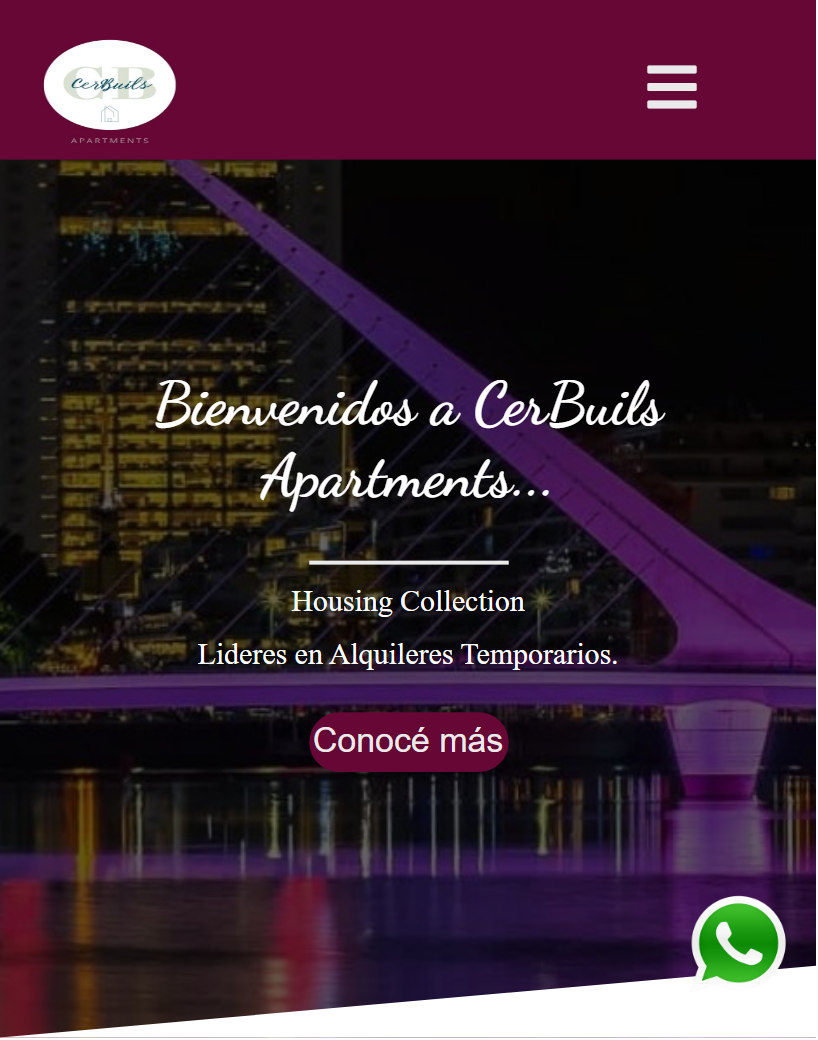 CB
CerBuils
APARTMENTS
Bienvenidos a CerBuils
Apartments...
Housing Collection
Lideres en Alquileres Temporarios.
Conocé más